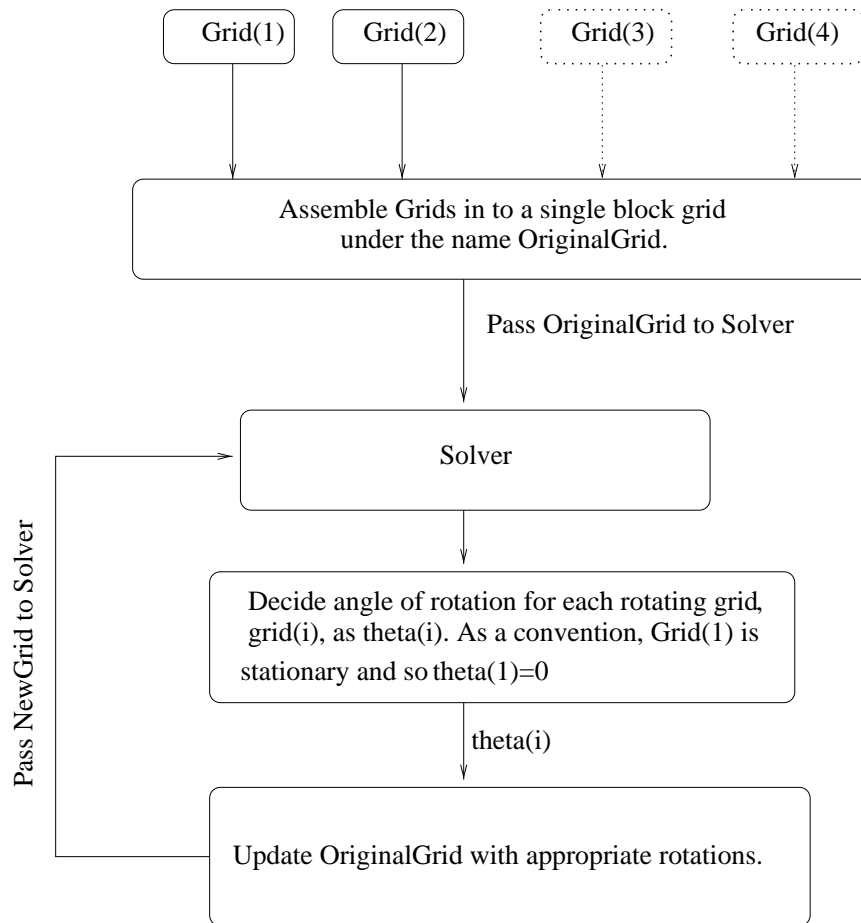 Grid(1)
Grid(2)
Grid(3)
Grid(4)
Assemble Grids in to a single block grid
under the name OriginalGrid.
Pass OriginalGrid to Solver
Solver
Pass NewGrid to Solver
Decide angle of rotation for each rotating grid,
grid(i), as theta(i). As a convention, Grid(1) is
stationary and so theta(1)=0
theta(i)
Update OriginalGrid with appropriate rotations.